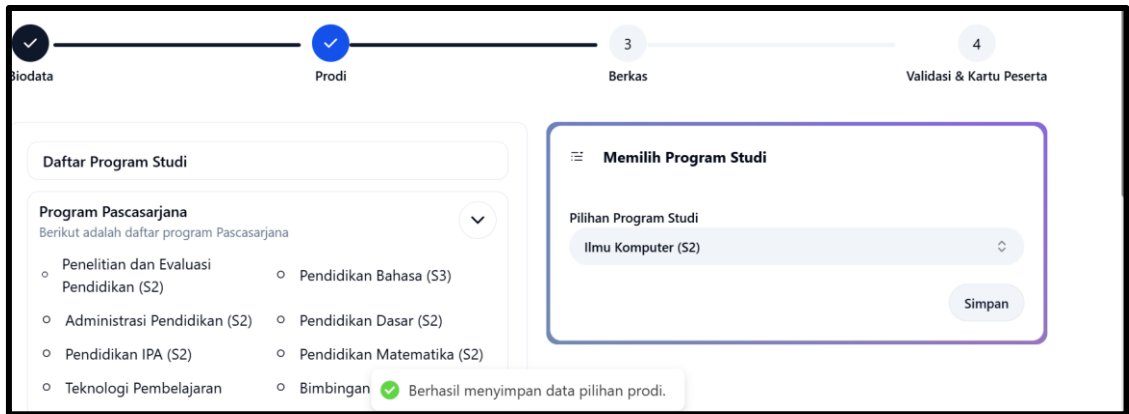 3
4
Biodata
Prodi
Berkas
Validasi & Kartu Peserta
Daftar Program Studi
Program Pascasarjana
Berikut adalah daftar program Pascasarjana
Penelitian dan Evaluasi
Pendidikan (S2)
Pendidikan Bahasa (S3)
Administrasi Pendidikan (S2)
Pendidikan Dasar (S2)
Pendidikan IPA (S2)
Pendidikan Matematika (S2)
Teknologi Pembelajaran
Bimbingan
Memilih Program Studi
Pilihan Program Studi
Ilmu Komputer (S2)
Simpan
Berhasil menyimpan data pilihan prodi.